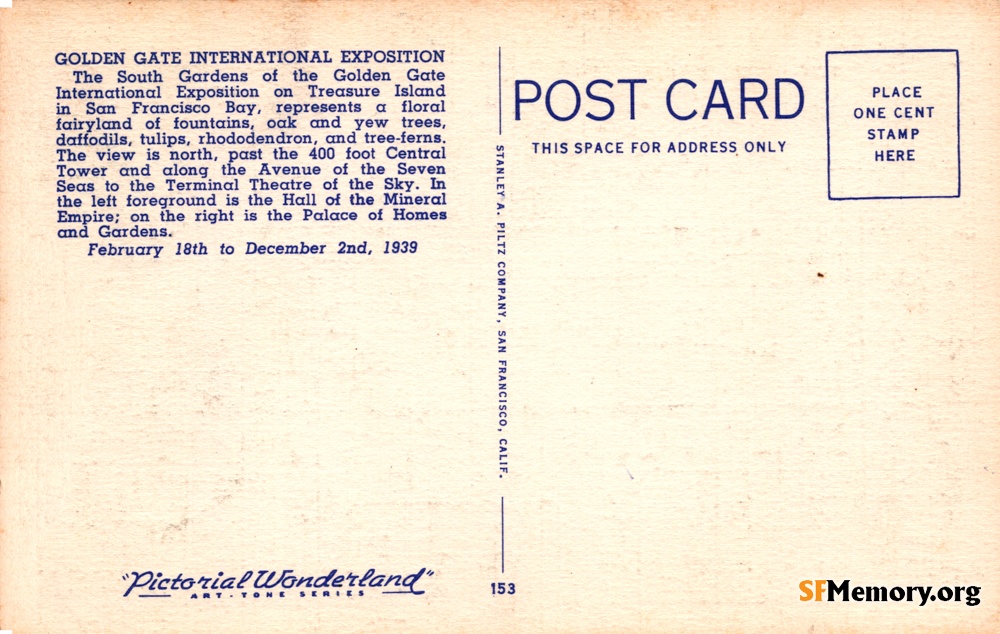 GOLDEN GATE INTERNATIONAL EXPOSITION
The South Gardens of the Golden Gate
International Exposition on Treasure Island
in San Francisco Bay, represents a floral
fairyland of fountains, oak and yew trees,
daffodils, tulips, rhododendron, and tree-ferns.
The view is north, past the 400 foot Central
Tower and along the Avenue of the Seven
Seas to the Terminal Theatre of the Sky. In
the left foreground is the Hall of the Mineral
Empire; on the right is the Palace of Homes
and Gardens.
February 18th to December 2nd, 1939
"Pictorial Wonderland"
ART-TONE SERIES
STANLEY A. PILTZ COMPANY, SAN FRANCISCO, CALIF.
153
POST CARD
THIS SPACE FOR ADDRESS ONLY
PLACE
ONE CENT
STAMP
HERE
SFMemory.org